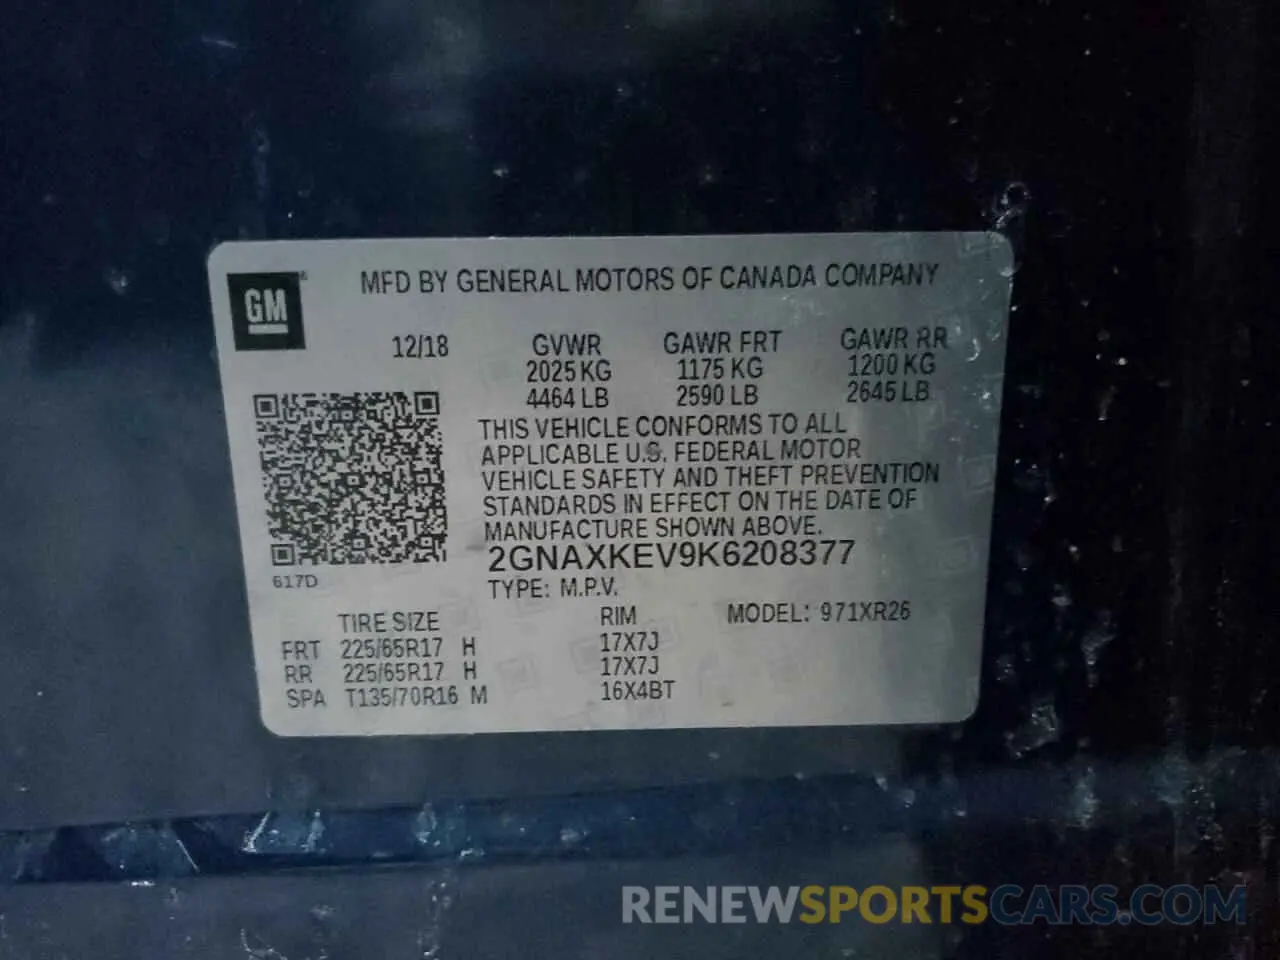 GM
MFD BY GENERAL MOTORS OF CANADA COMPANY
12/18 GVWR GAWR FRT GAWR RR
2025 KG 1175 KG 1200 KG
4464 LB 2590 LB 2645 LB
THIS VEHICLE CONFORMS TO ALL
APPLICABLE U.S. FEDERAL MOTOR
VEHICLE SAFETY AND THEFT PREVENTION
STANDARDS IN EFFECT ON THE DATE OF
MANUFACTURE SHOWN ABOVE.
2GNAXKEV9K6208377
617D
TYPE: M.P.V.
TIRE SIZE RIM MODEL: 971XR26
FRT 225/65R17 H 17X7J
RR 225/65R17 H 17X7J
SPA T135/70R16 M 16X4BT
RENEWSPORTSCARS.COM